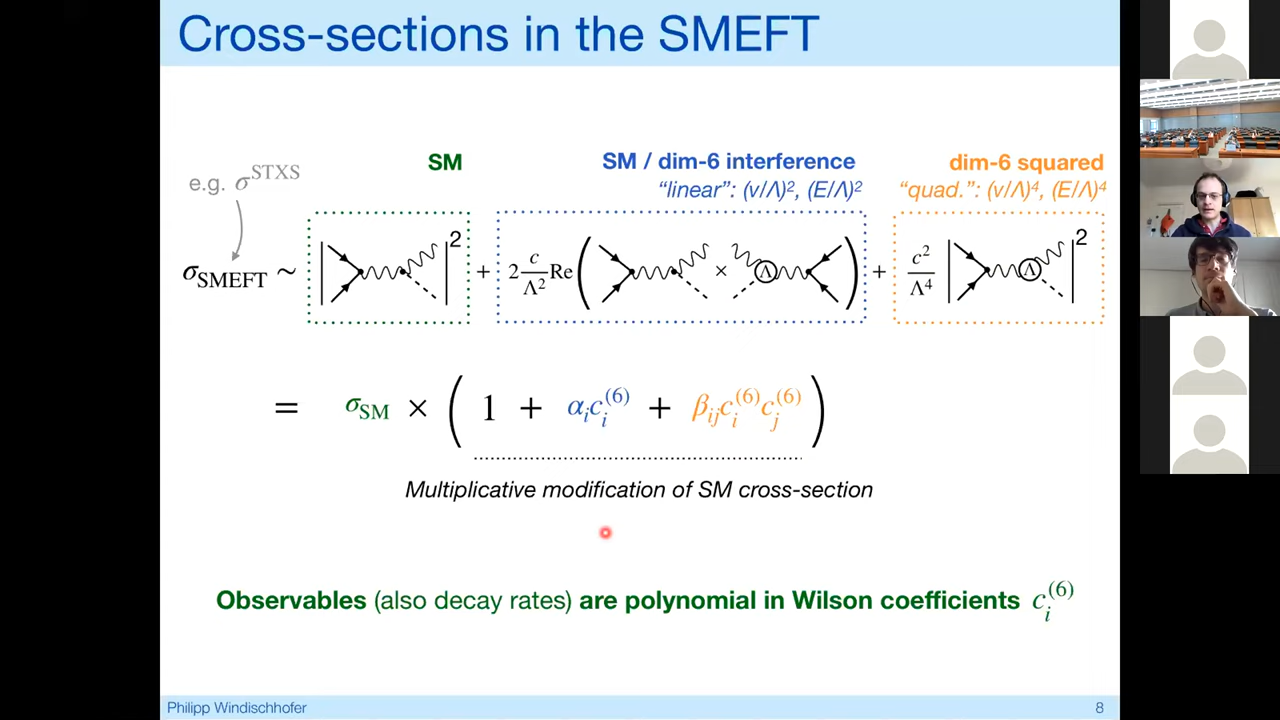 Cross-sections in the SMEFT
e.g. σ^STXS
SM
SM / dim-6 interference
"linear": (v/Λ)², (E/Λ)²
dim-6 squared
"quad.": (v/Λ)⁴, (E/Λ)⁴
σ_SMEFT ~ | |² + 2 c/Λ² Re( × Λ ) + c²/Λ⁴ | Λ |²
= σ_SM × ( 1 + α_i c_i^(6) + β_ij c_i^(6) c_j^(6) )
Multiplicative modification of SM cross-section
Observables (also decay rates) are polynomial in Wilson coefficients c_i^(6)
Philipp Windischhofer 8